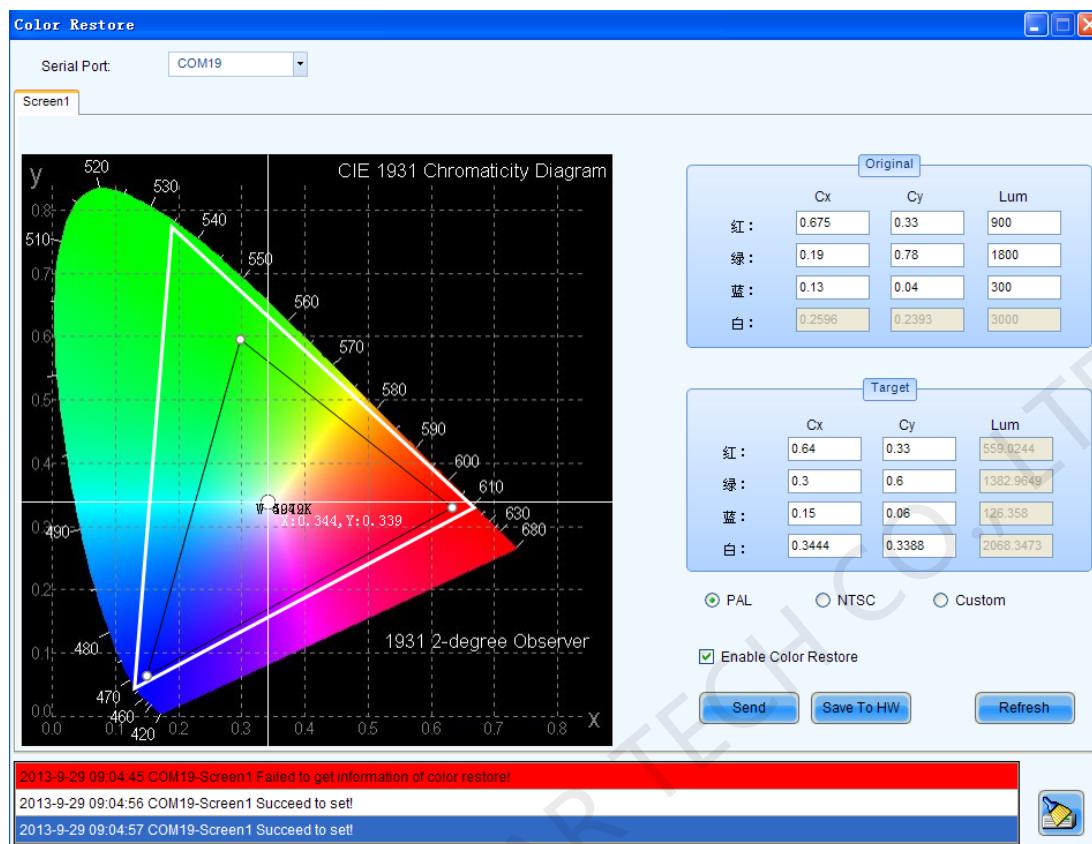 Color Restore
Serial Port: COM19
Screen1
CIE 1931 Chromaticity Diagram
y
520
530
540
510
550
560
570
580
590
600
610
630
680
490
480
470
460
420
0.8
0.7
0.6
0.5
0.4
0.3
0.2
0.1
0.0
X:0.344,Y:0.339
1931 2-degree Observer
0.0 0.1 0.2 0.3 0.4 0.5 0.6 0.7 0.8 X
Original
Cx Cy Lum
红: 0.675 0.33 900
绿: 0.19 0.78 1800
蓝: 0.13 0.04 300
白: 0.2596 0.2393 3000
Target
Cx Cy Lum
红: 0.64 0.33 559.0244
绿: 0.3 0.6 1382.9649
蓝: 0.15 0.06 126.358
白: 0.3444 0.3388 2068.3473
PAL NTSC Custom
Enable Color Restore
Send Save To HW Refresh
2013-9-29 09:04:45 COM19-Screen1 Failed to get information of color restore!
2013-9-29 09:04:56 COM19-Screen1 Succeed to set!
2013-9-29 09:04:57 COM19-Screen1 Succeed to set!
AR TECH CO., LT